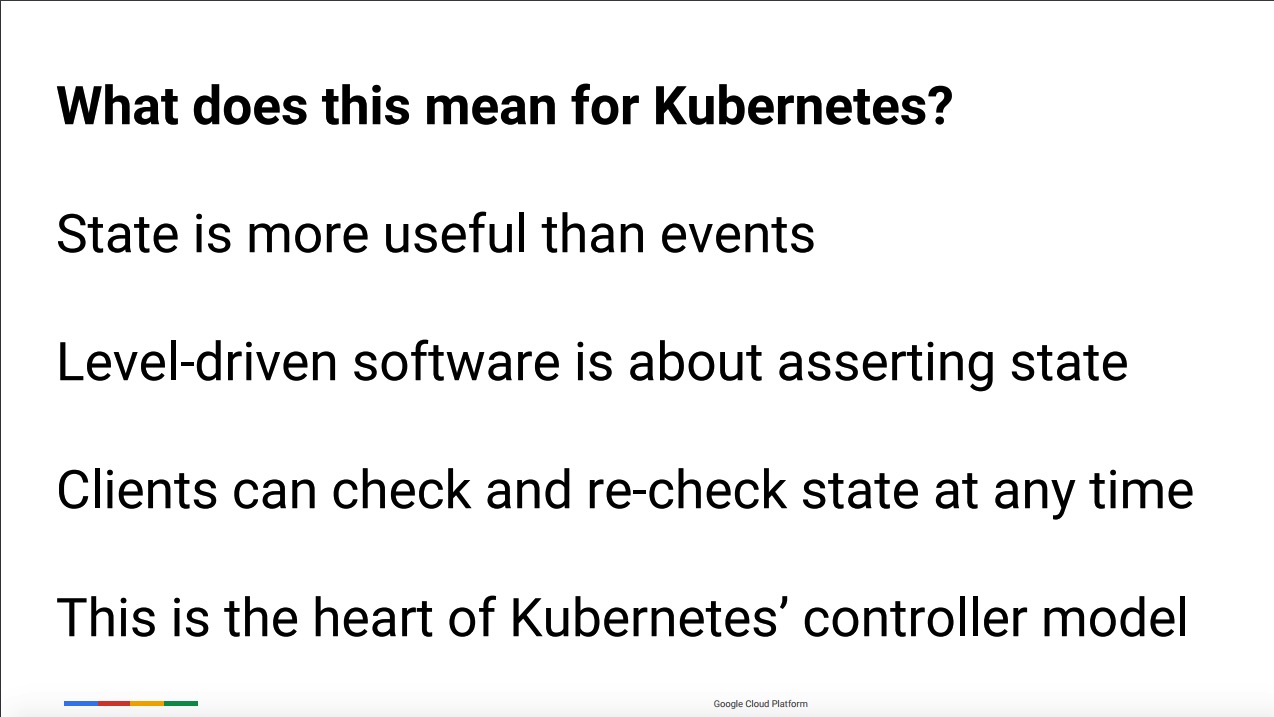 What does this mean for Kubernetes?
State is more useful than events
Level-driven software is about asserting state
Clients can check and re-check state at any time
This is the heart of Kubernetes’ controller model
Google Cloud Platform